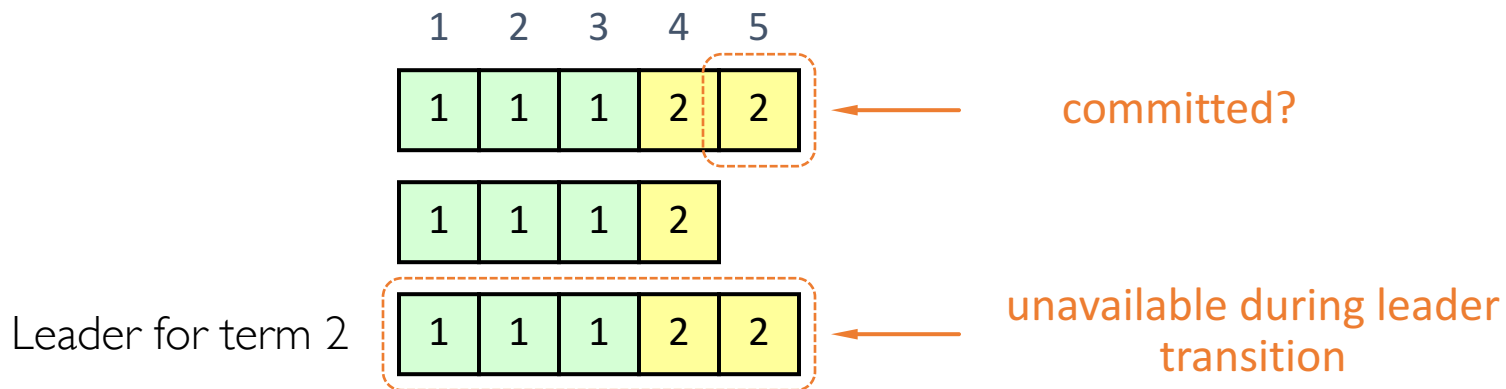 1 2 3 4 5
1 1 1 2 2
committed?
1 1 1 2
Leader for term 2
1 1 1 2 2
unavailable during leader
transition